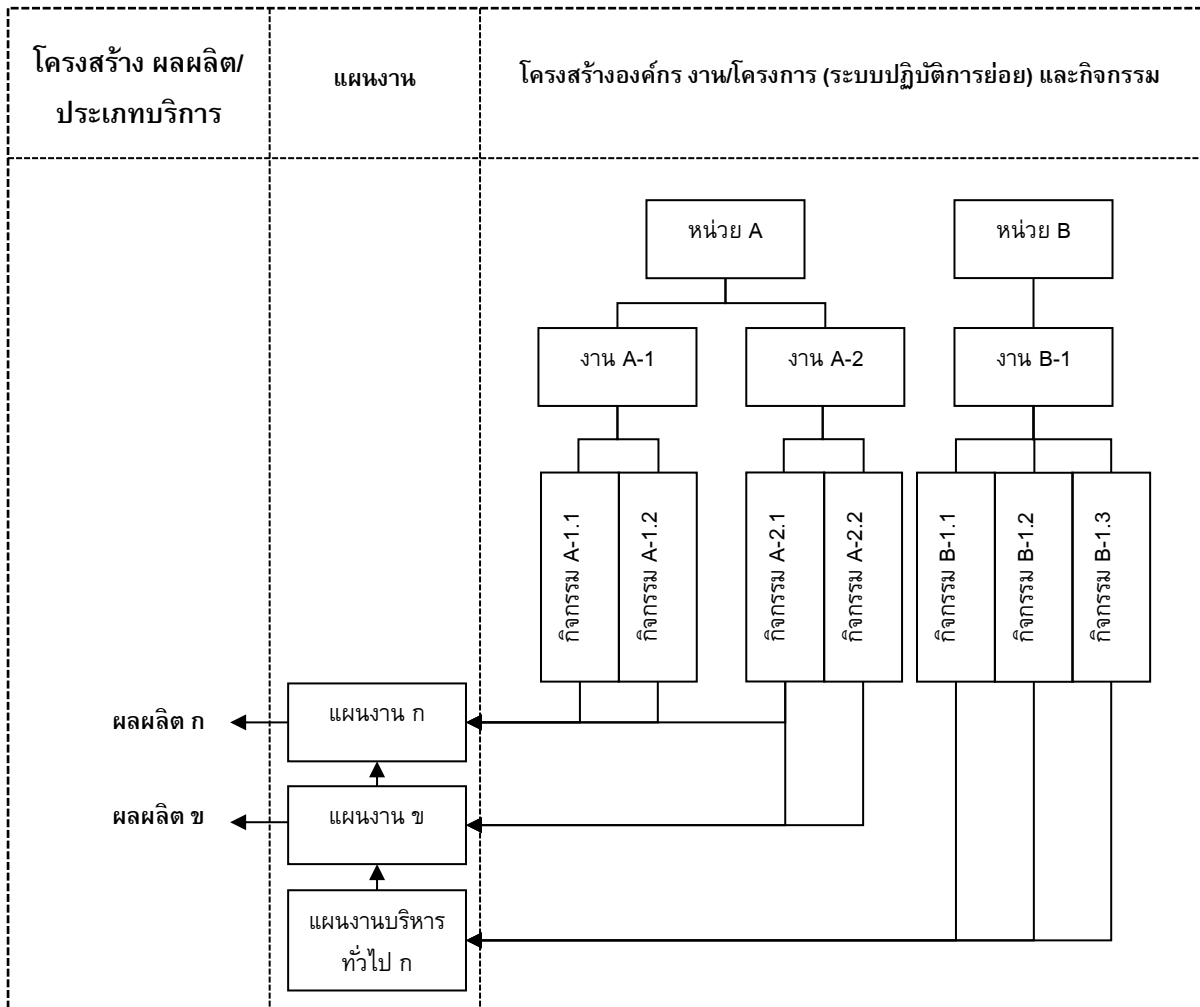 โครงสร้าง ผลผลิต/
ประเภทบริการ
แผนงาน
โครงสร้างองค์กร งาน/โครงการ (ระบบปฏิบัติการย่อย) และกิจกรรม
หน่วย A
หน่วย B
งาน A-1
งาน A-2
งาน B-1
กิจกรรม A-1.1
กิจกรรม A-1.2
กิจกรรม A-2.1
กิจกรรม A-2.2
กิจกรรม B-1.1
กิจกรรม B-1.2
กิจกรรม B-1.3
ผลผลิต ก
แผนงาน ก
ผลผลิต ข
แผนงาน ข
แผนงานบริหาร
ทั่วไป ก